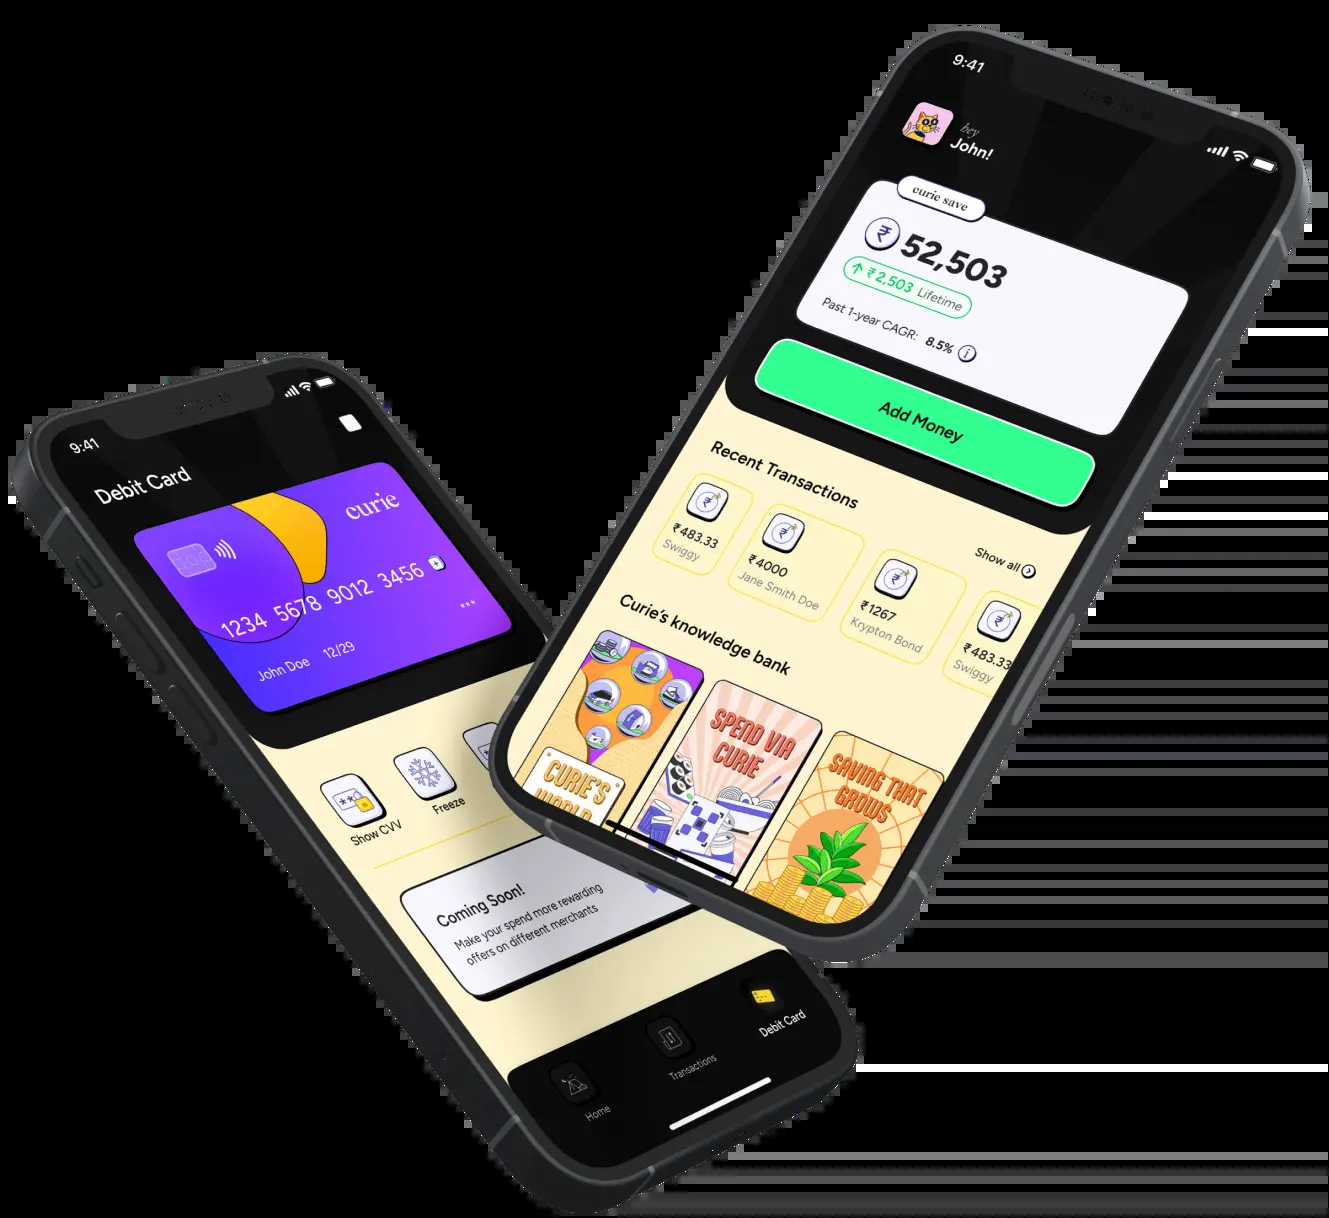 9:41
hey
John!
curie save
₹ 52,503
↑ ₹2,503 Lifetime
Past 1-year CAGR: 8.5% i
Add Money
Recent Transactions
Show all
₹483.33
Swiggy
₹4000
Jane Smith Doe
₹1267
Krypton Bond
₹483.33
Swiggy
Curie's knowledge bank
CURIE'S
WORLD
SPEND VIA
CURIE
SAVING THAT
GROWS
9:41
Debit Card
curie
1234 5678 9012 3456
***
John Doe 12/29
Show CVV
Freeze
Coming Soon!
Make your spend more rewarding
offers on different merchants
Home
Transactions
Debit Card